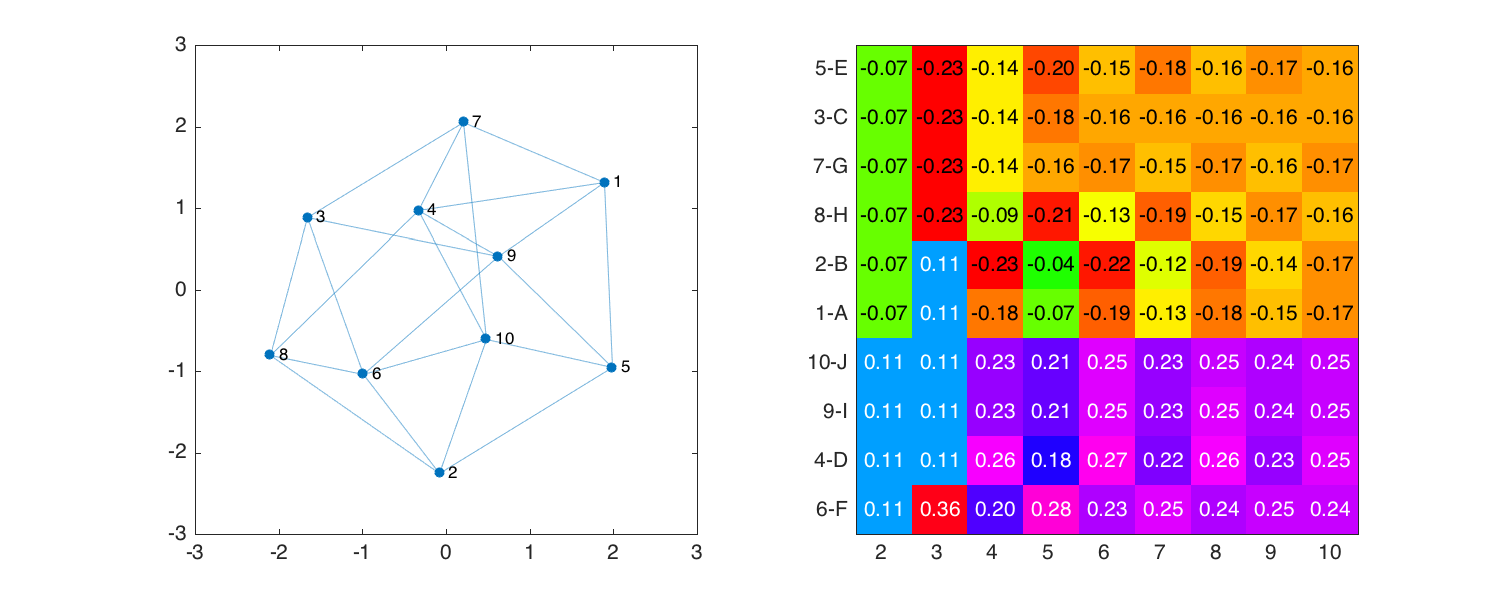 3
2
1
0
-1
-2
-3
-3 -2 -1 0 1 2 3
7
1
4
3
9
10
8
6
5
2
5-E -0.07 -0.23 -0.14 -0.20 -0.15 -0.18 -0.16 -0.17 -0.16
3-C -0.07 -0.23 -0.14 -0.18 -0.16 -0.16 -0.16 -0.16 -0.16
7-G -0.07 -0.23 -0.14 -0.16 -0.17 -0.15 -0.17 -0.16 -0.17
8-H -0.07 -0.23 -0.09 -0.21 -0.13 -0.19 -0.15 -0.17 -0.16
2-B -0.07 0.11 -0.23 -0.04 -0.22 -0.12 -0.19 -0.14 -0.17
1-A -0.07 0.11 -0.18 -0.07 -0.19 -0.13 -0.18 -0.15 -0.17
10-J 0.11 0.11 0.23 0.21 0.25 0.23 0.25 0.24 0.25
9-I 0.11 0.11 0.23 0.21 0.25 0.23 0.25 0.24 0.25
4-D 0.11 0.11 0.26 0.18 0.27 0.22 0.26 0.23 0.25
6-F 0.11 0.36 0.20 0.28 0.23 0.25 0.24 0.25 0.24
2 3 4 5 6 7 8 9 10